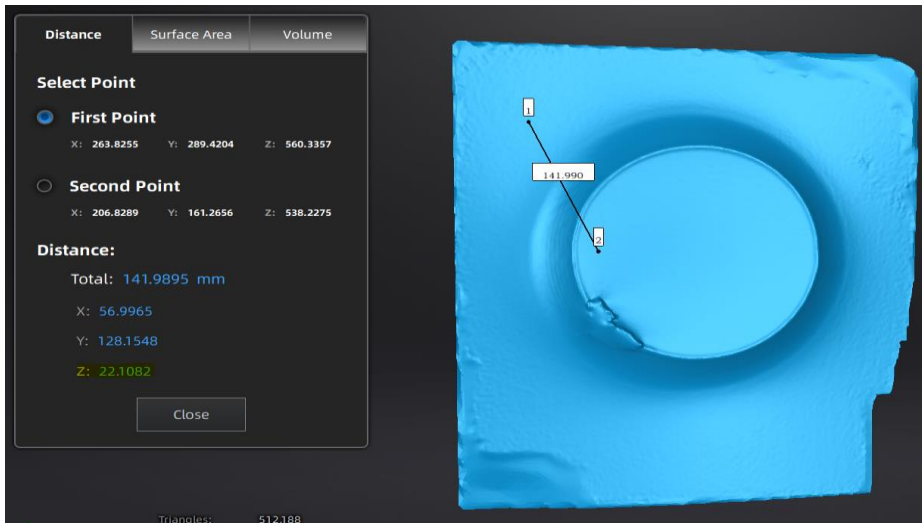 Distance Surface Area Volume
Select Point
First Point
X: 263.8255 Y: 289.4204 Z: 560.3357
Second Point
X: 206.8289 Y: 161.2656 Z: 538.2275
Distance:
Total: 141.9895 mm
X: 56.9965
Y: 128.1548
Z: 22.1082
Close
Triangles: 512.188
1
141.990
2